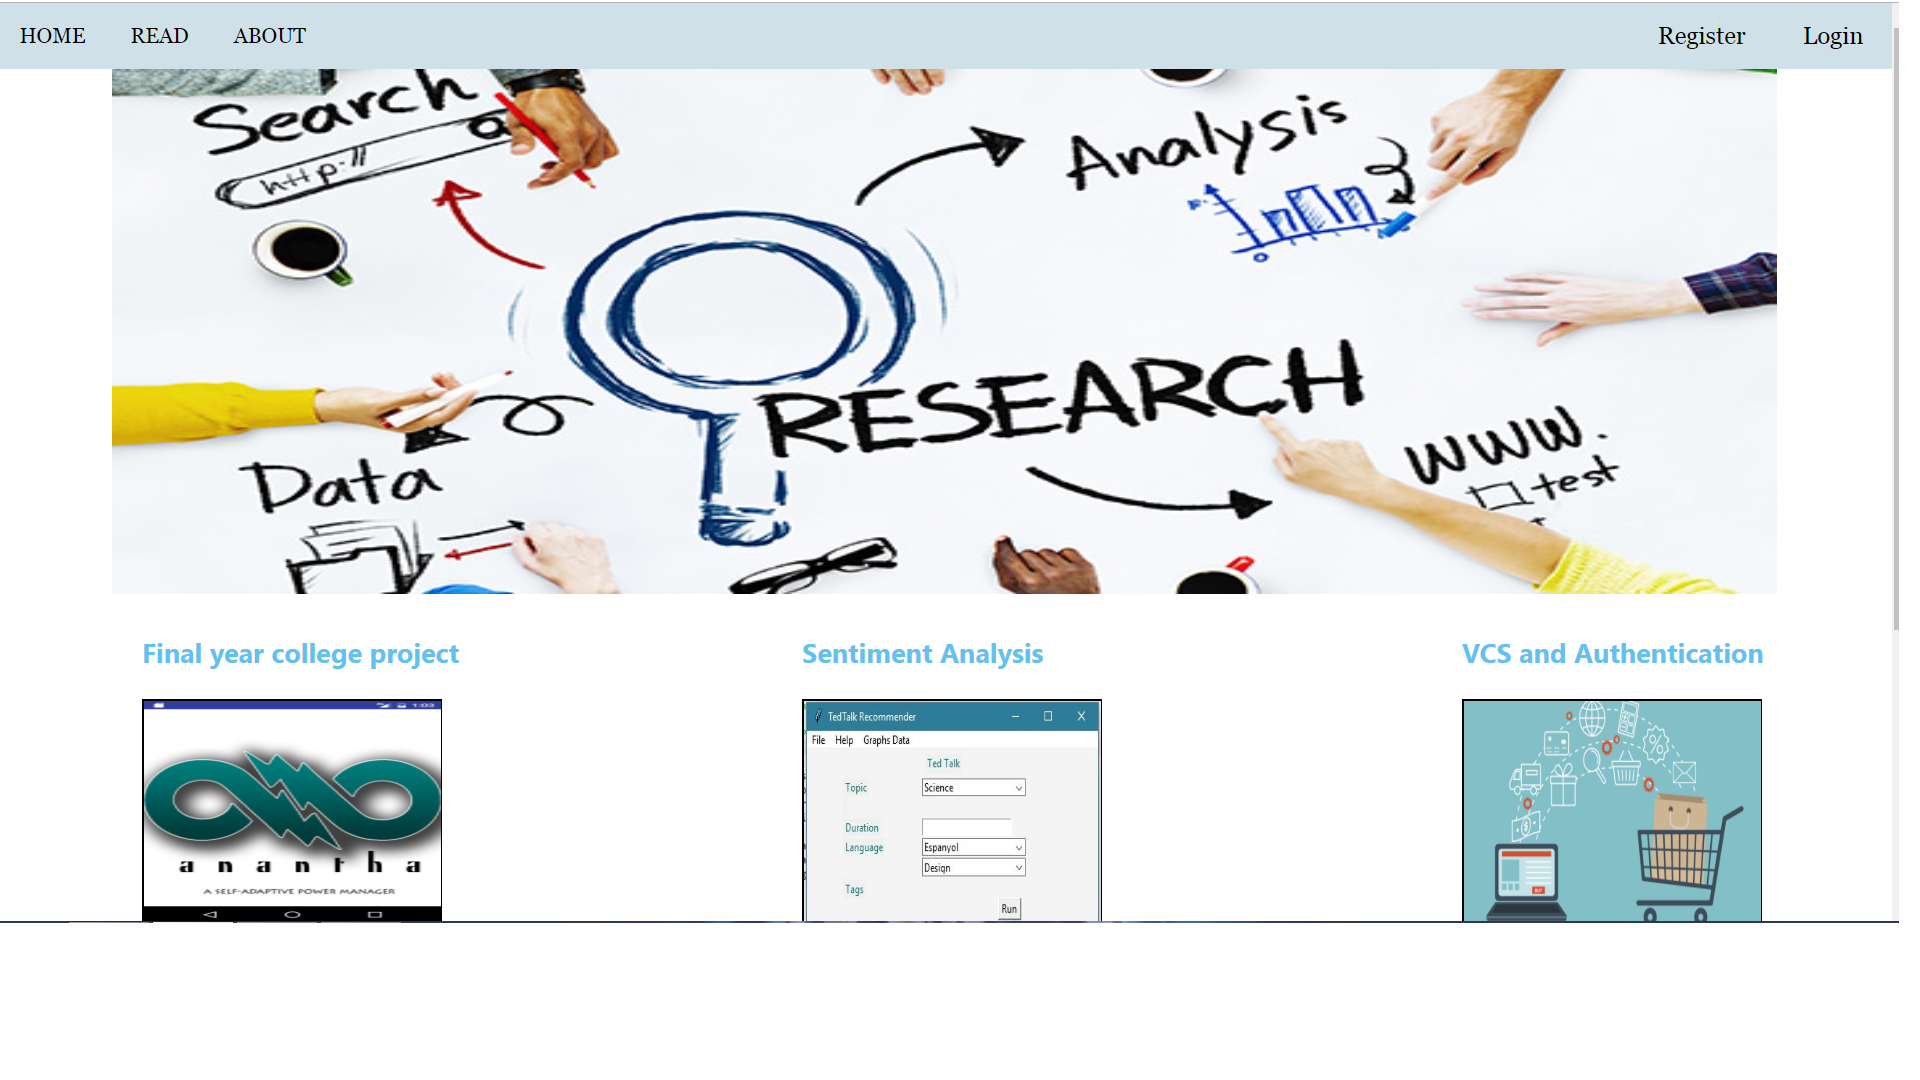 HOME READ ABOUT Register Login
Search
http://
Analysis
RESEARCH
Data
www.
test
Final year college project Sentiment Analysis VCS and Authentication
1:03
anantha
A SELF-ADAPTIVE POWER MANAGER
TedTalk Recommender
File Help Graphs Data
Ted Talk
Topic Science
Duration
Language Espanyol
Design
Tags
Run